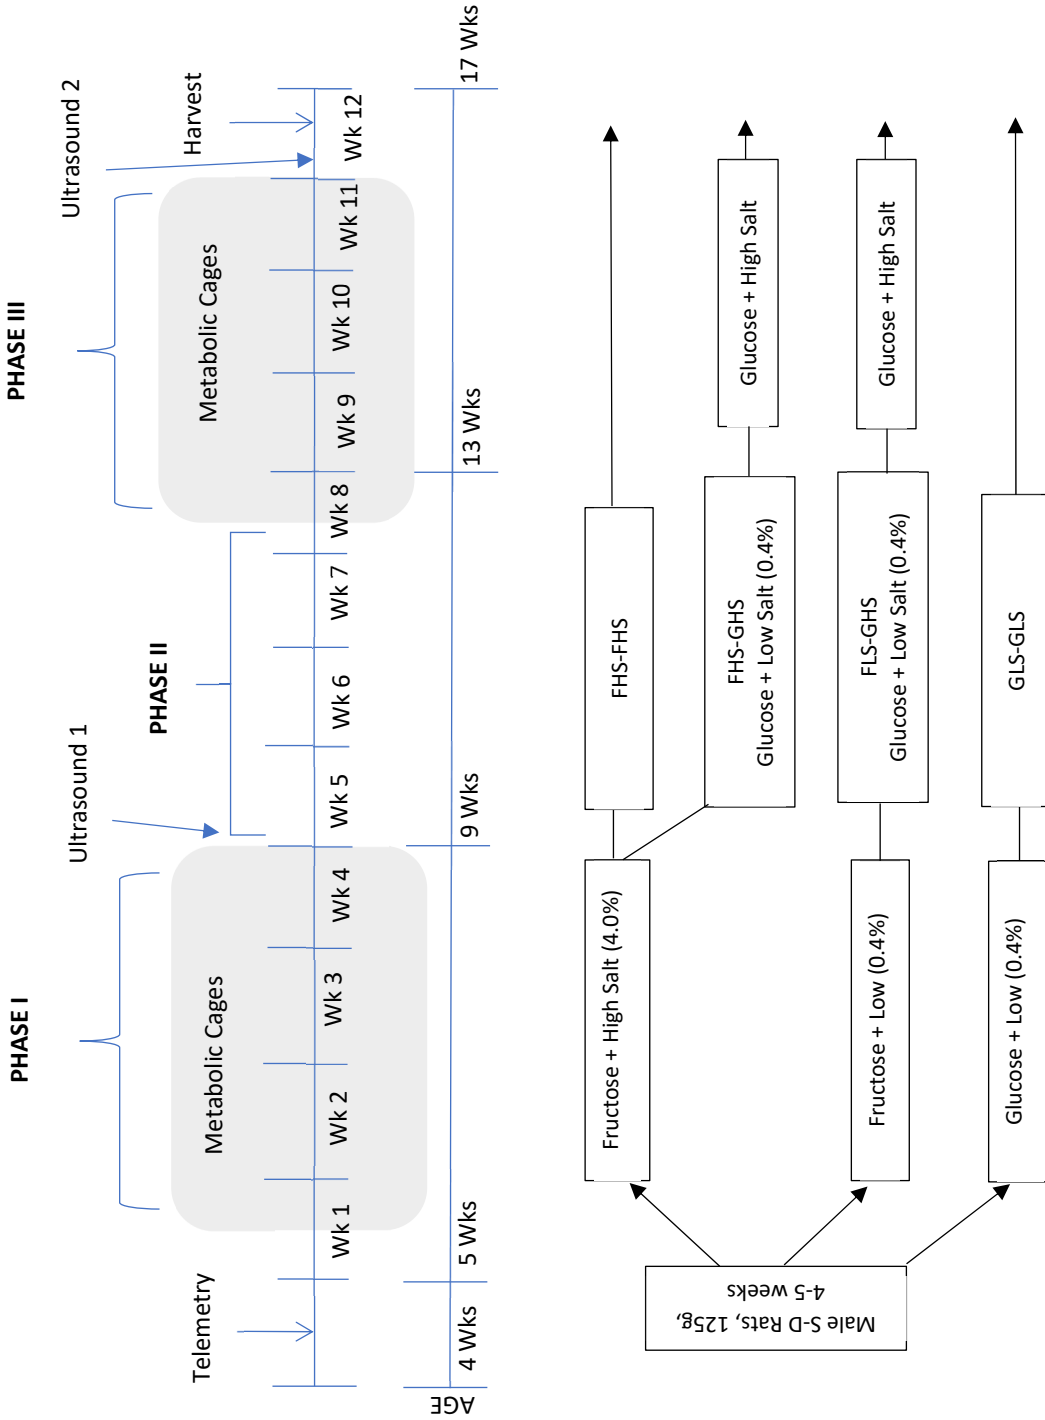 PHASE I
PHASE II
PHASE III
Telemetry
Ultrasound 1
Ultrasound 2
Harvest
Metabolic Cages
Metabolic Cages
Wk 1
Wk 2
Wk 3
Wk 4
Wk 5
Wk 6
Wk 7
Wk 8
Wk 9
Wk 10
Wk 11
Wk 12
AGE
4 Wks
5 Wks
9 Wks
13 Wks
17 Wks
Male S-D Rats, 125g,
4-5 weeks
Fructose + High Salt (4.0%)
FHS-FHS
FHS-GHS
Glucose + Low Salt (0.4%)
Glucose + High Salt
Fructose + Low (0.4%)
FLS-GHS
Glucose + Low Salt (0.4%)
Glucose + High Salt
Glucose + Low (0.4%)
GLS-GLS